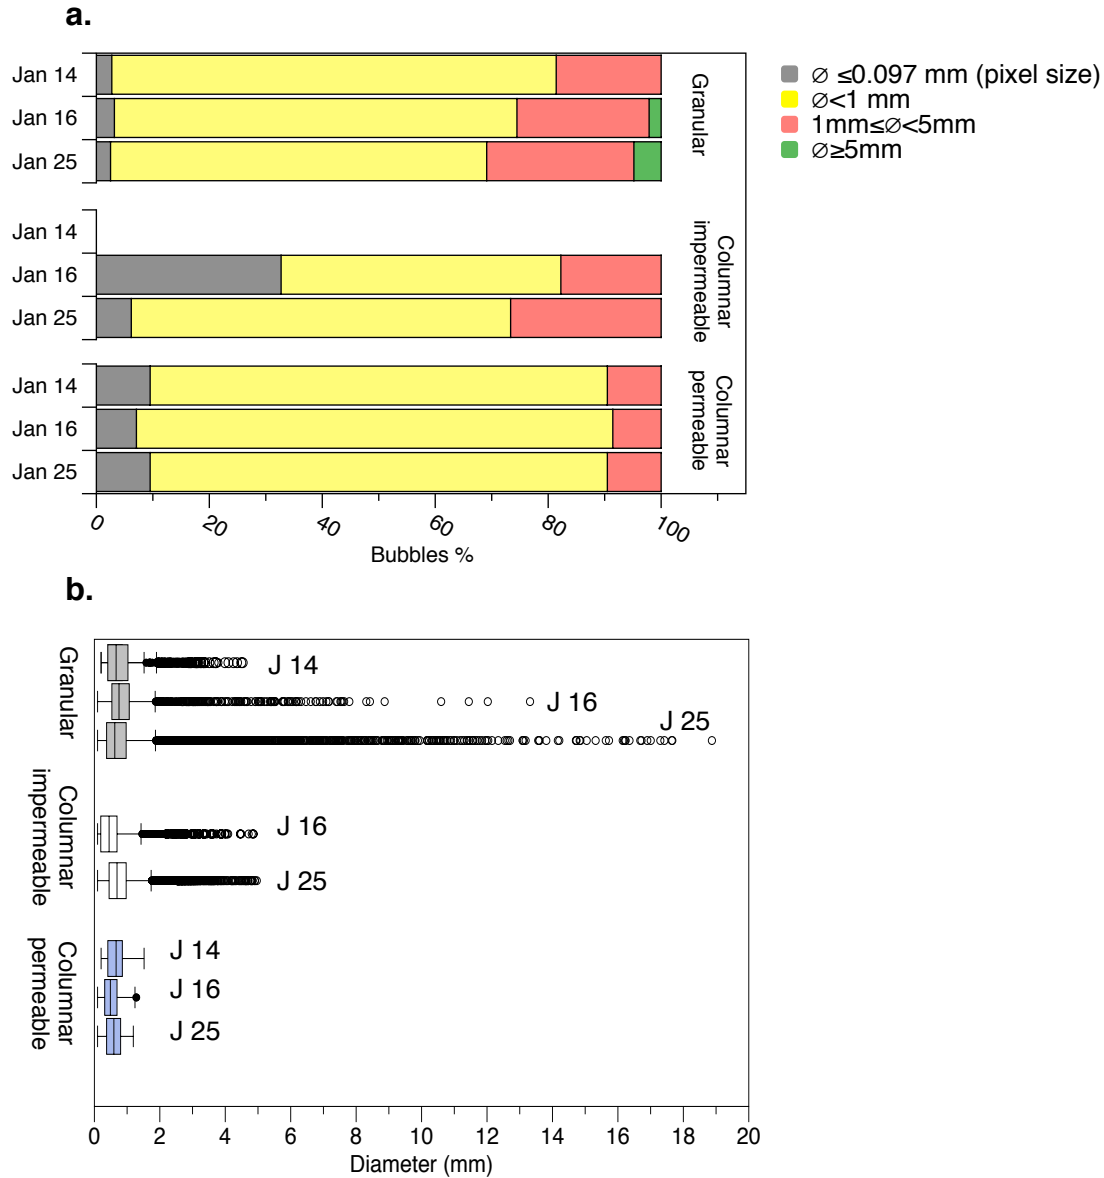 a.
Jan 14
Jan 16
Jan 25
Granular
Jan 14
Jan 16
Jan 25
Columnar
impermeable
Jan 14
Jan 16
Jan 25
Columnar
permeable
0 20 40 60 80 100
Bubbles %
∅ ≤0.097 mm (pixel size)
∅<1 mm
1mm≤∅<5mm
∅≥5mm
b.
Granular
J 14
J 16
J 25
Columnar
impermeable
J 16
J 25
Columnar
permeable
J 14
J 16
J 25
0 2 4 6 8 10 12 14 16 18 20
Diameter (mm)